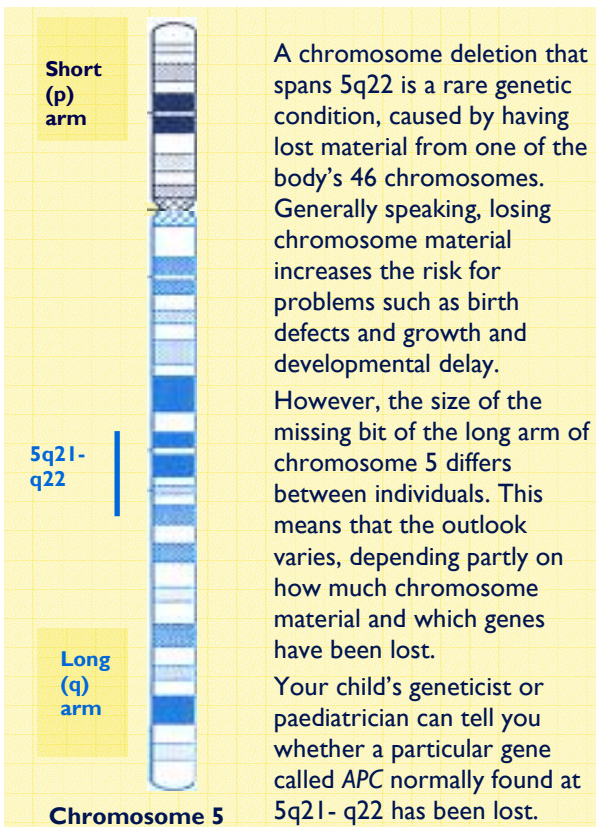 Short
(p)
arm
5q21-
q22
Long
(q)
arm
Chromosome 5
A chromosome deletion that
spans 5q22 is a rare genetic
condition, caused by having
lost material from one of the
body's 46 chromosomes.
Generally speaking, losing
chromosome material
increases the risk for
problems such as birth
defects and growth and
developmental delay.
However, the size of the
missing bit of the long arm of
chromosome 5 differs
between individuals. This
means that the outlook
varies, depending partly on
how much chromosome
material and which genes
have been lost.
Your child's geneticist or
paediatrician can tell you
whether a particular gene
called APC normally found at
5q21- q22 has been lost.